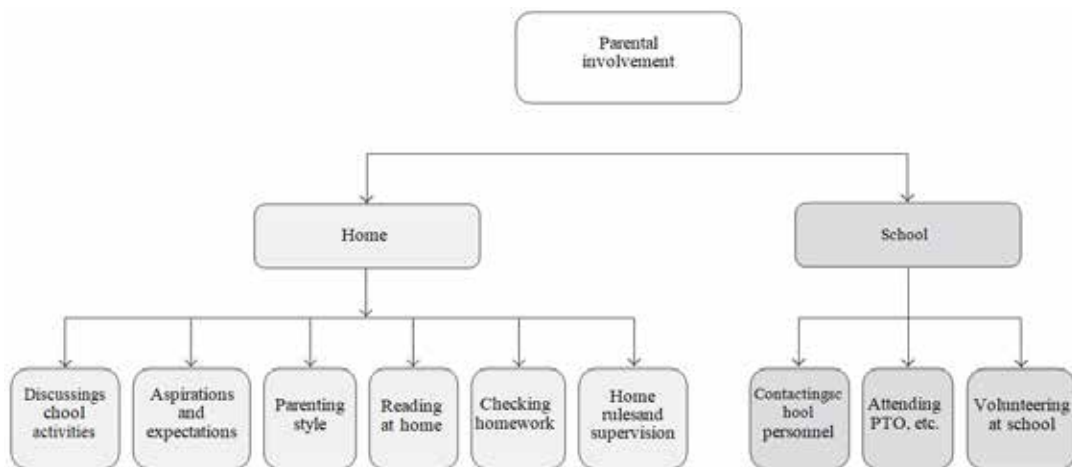 Parental
involvement
Home
School
Discussings
chool
activities
Aspirations
and
expectations
Parenting
style
Reading
at home
Checking
homework
Home
rulesand
supervision
Contactingsc
hool
personnel
Attending
PTO, etc.
Volunteering
at school